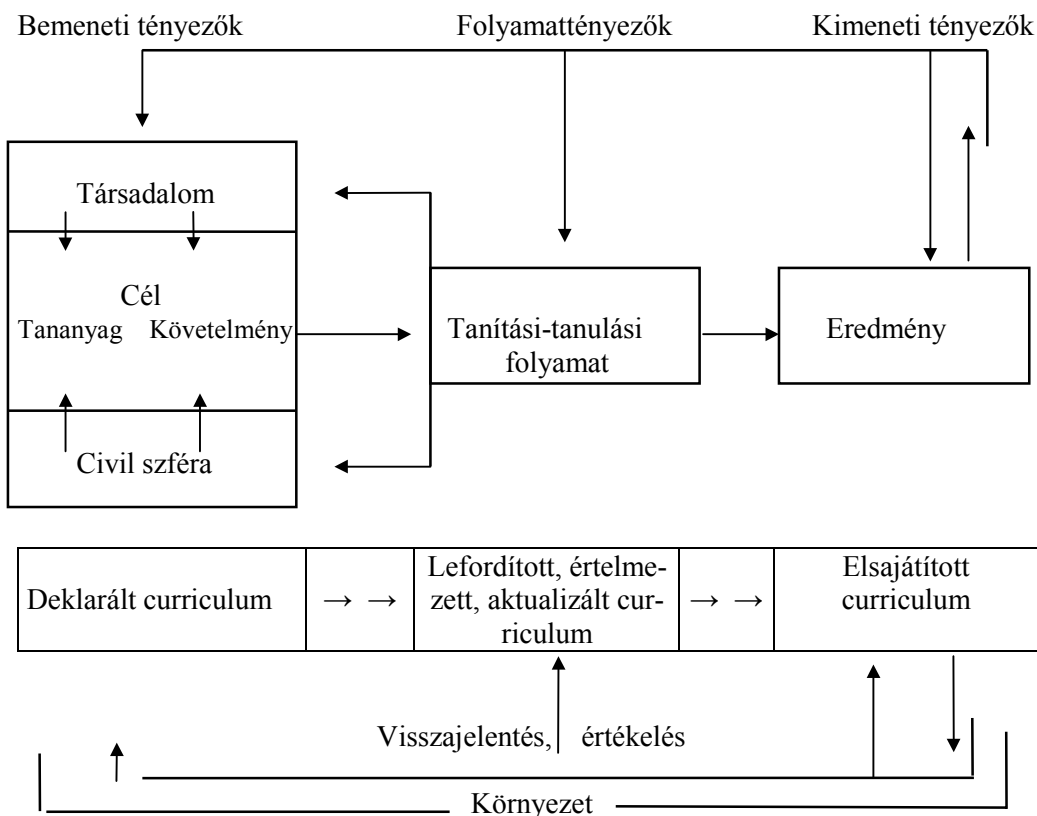 Bemeneti tényezők Folyamattényezők Kimeneti tényezők
Társadalom
Cél
Tananyag Követelmény
Civil szféra
Tanítási-tanulási
folyamat
Eredmény
Deklarált curriculum
→ →
Lefordított, értelme-
zett, aktualizált cur-
riculum
→ →
Elsajátított
curriculum
Visszajelentés, értékelés
Környezet